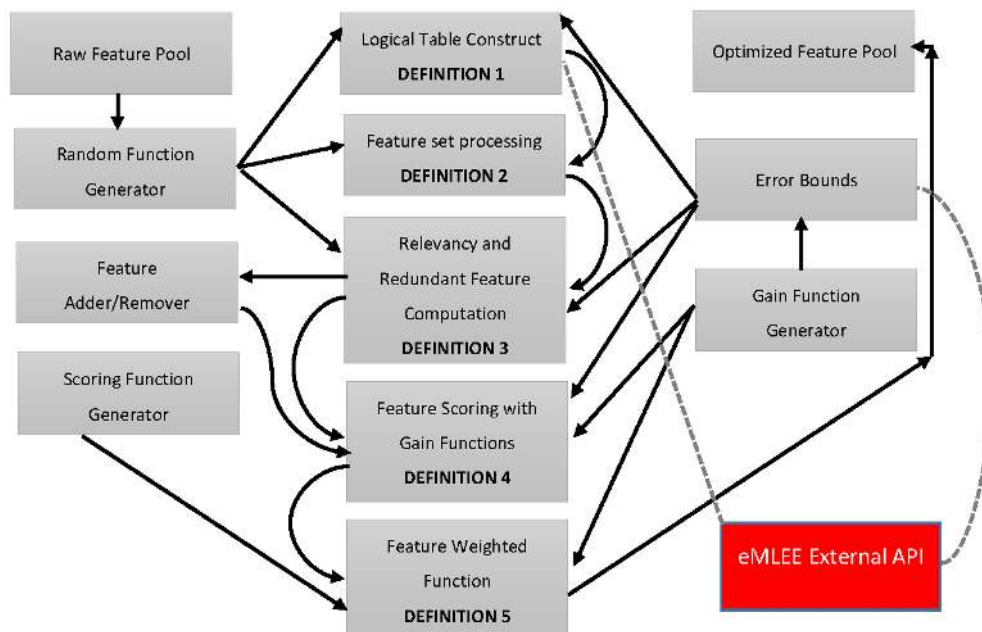 Raw Feature Pool
Random Function
Generator
Feature
Adder/Remover
Scoring Function
Generator
Logical Table Construct
DEFINITION 1
Feature set processing
DEFINITION 2
Relevancy and
Redundant Feature
Computation
DEFINITION 3
Feature Scoring with
Gain Functions
DEFINITION 4
Feature Weighted
Function
DEFINITION 5
Optimized Feature Pool
Error Bounds
Gain Function
Generator
eMLEE External API